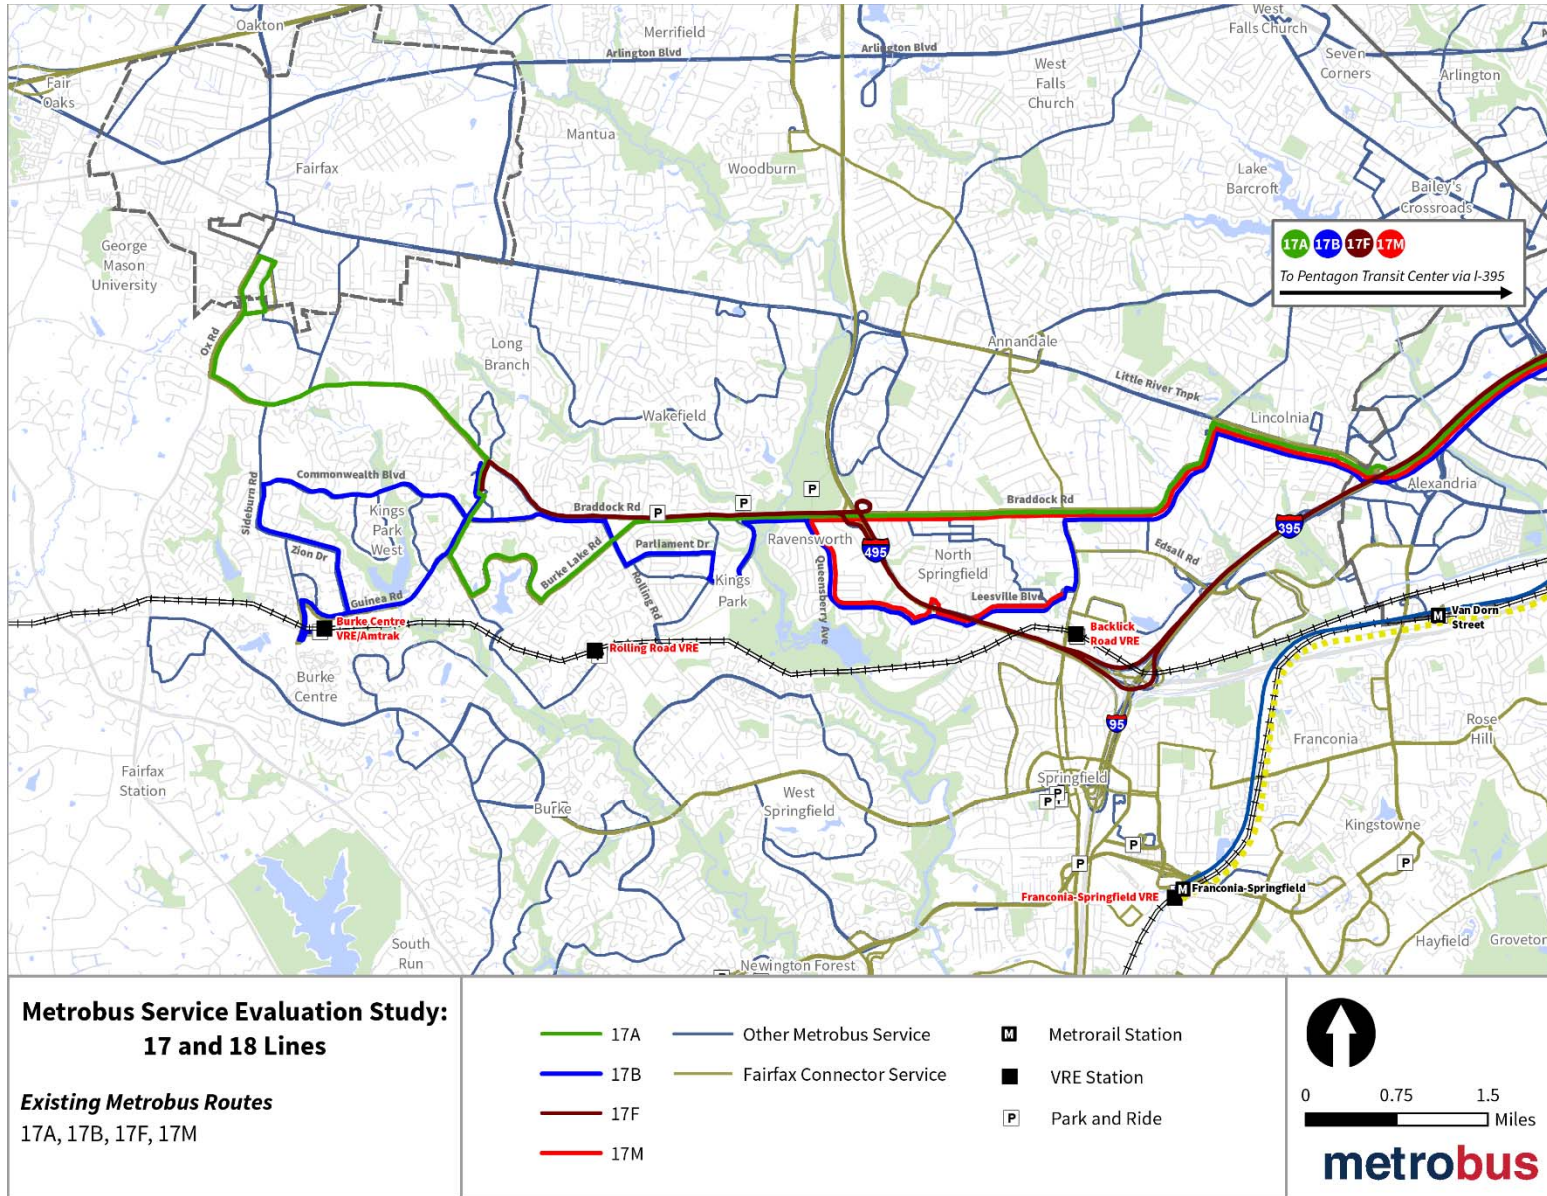 Oakton
Merrifield
West
Falls Church
Arlington Blvd
Arlington Blvd
Seven
Corners
Arlington
Fair
Oaks
West
Falls
Church
Mantua
Woodburn
Fairfax
Lake
Barcroft
Bailey's
Crossroads
George
Mason
University
17A 17B 17F 17M
To Pentagon Transit Center via I-395
Ox Rd
Long
Branch
Annandale
Little River Tnpk
Wakefield
Lincolnia
Commonwealth Blvd
Sideburn Rd
Kings
Park
West
Braddock Rd
Braddock Rd
Alexandria
Zion Dr
Parliament Dr
Ravensworth
495
North
Springfield
Edsall Rd
395
Burke Lake Rd
Rolling Rd
Kings
Park
Queensberry Ave
Leesville Blvd
Guinea Rd
Burke Centre
VRE/Amtrak
Rolling Road VRE
Backlick
Road VRE
Van Dorn
Street
Burke
Centre
95
Franconia
Rose
Hill
Fairfax
Station
Burke
West
Springfield
Springfield
Kingstowne
Franconia-Springfield VRE
Franconia-Springfield
South
Run
Newington Forest
Hayfield
Groveton
P
P
P
P
P
P
P
P
M
M
Metrobus Service Evaluation Study:
17 and 18 Lines
Existing Metrobus Routes
17A, 17B, 17F, 17M
17A
17B
17F
17M
Other Metrobus Service
Fairfax Connector Service
M Metrorail Station
VRE Station
P Park and Ride
0 0.75 1.5
Miles
metrobus